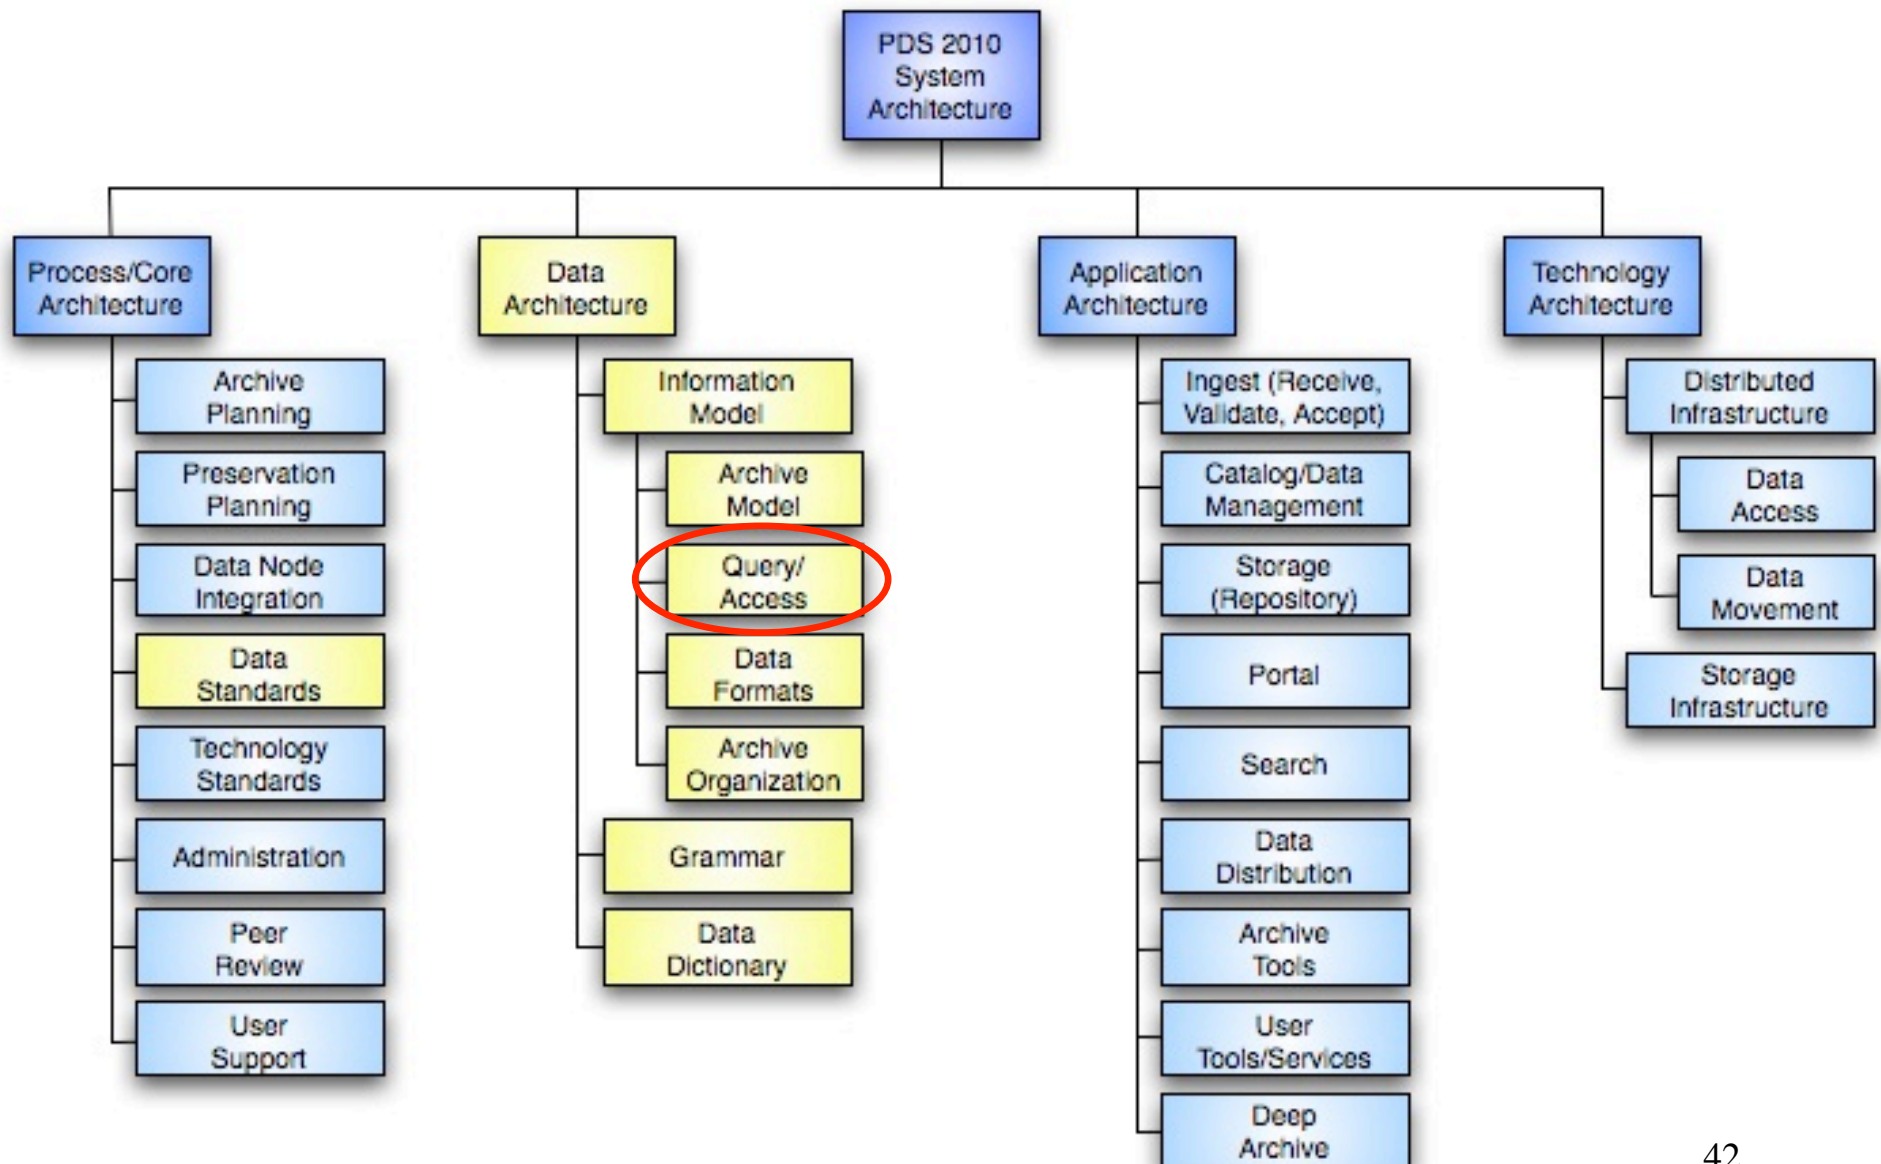 PDS 2010
System
Architecture
Process/Core
Architecture
Archive
Planning
Preservation
Planning
Data Node
Integration
Data
Standards
Technology
Standards
Administration
Peer
Review
User
Support
Data
Architecture
Information
Model
Archive
Model
Query/
Access
Data
Formats
Archive
Organization
Grammar
Data
Dictionary
Application
Architecture
Ingest (Receive,
Validate, Accept)
Catalog/Data
Management
Storage
(Repository)
Portal
Search
Data
Distribution
Archive
Tools
User
Tools/Services
Deep
Archive
Technology
Architecture
Distributed
Infrastructure
Data
Access
Data
Movement
Storage
Infrastructure
42